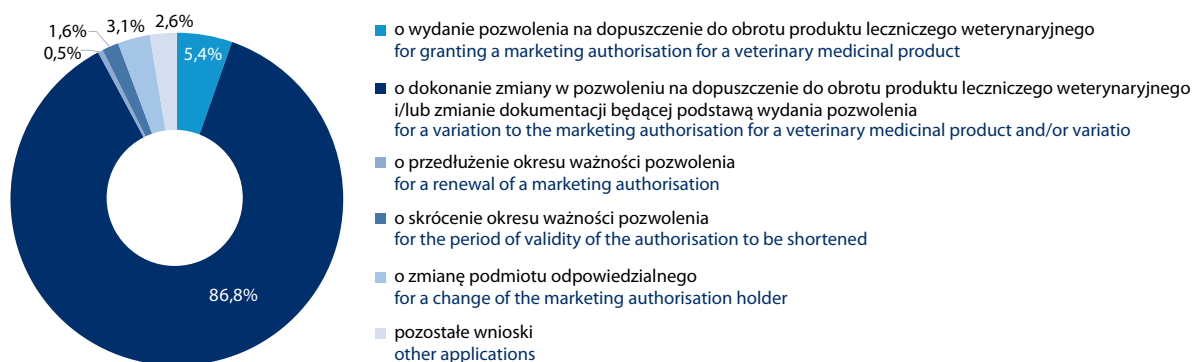 2,6%
3,1%
1,6%
0,5%
5,4%
86,8%
o wydanie pozwolenia na dopuszczenie do obrotu produktu leczniczego weterynaryjnego
for granting a marketing authorisation for a veterinary medicinal product
o dokonanie zmiany w pozwoleniu na dopuszczenie do obrotu produktu leczniczego weterynaryjnego
i/lub zmianie dokumentacji będącej podstawą wydania pozwolenia
for a variation to the marketing authorisation for a veterinary medicinal product and/or variatio
o przedłużenie okresu ważności pozwolenia
for a renewal of a marketing authorisation
o skrócenie okresu ważności pozwolenia
for the period of validity of the authorisation to be shortened
o zmianę podmiotu odpowiedzialnego
for a change of the marketing authorisation holder
pozostałe wnioski
other applications